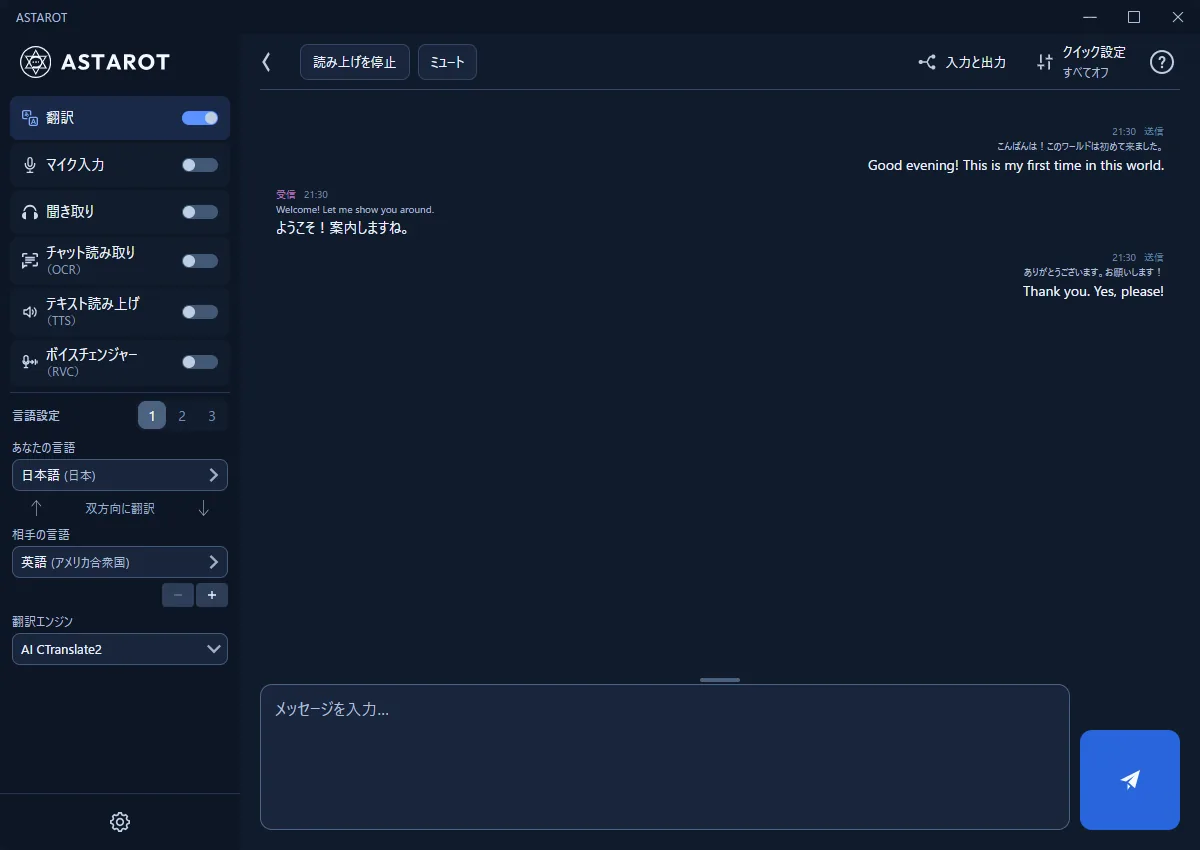 ASTAROT
ASTAROT
読み上げを停止
ミュート
入力と出力
クイック設定
すべてオフ
?
翻訳
マイク入力
聞き取り
チャット読み取り
(OCR)
テキスト読み上げ
(TTS)
ボイスチェンジャー
(RVC)
言語設定
1 2 3
あなたの言語
日本語 (日本)
↑ 双方向に翻訳 ↓
相手の言語
英語 (アメリカ合衆国)
− +
翻訳エンジン
AI CTranslate2
21:30 送信
こんばんは！このワールドは初めて来ました。
Good evening! This is my first time in this world.
受信 21:30
Welcome! Let me show you around.
ようこそ！案内しますね。
21:30 送信
ありがとうございます。お願いします！
Thank you. Yes, please!
メッセージを入力...